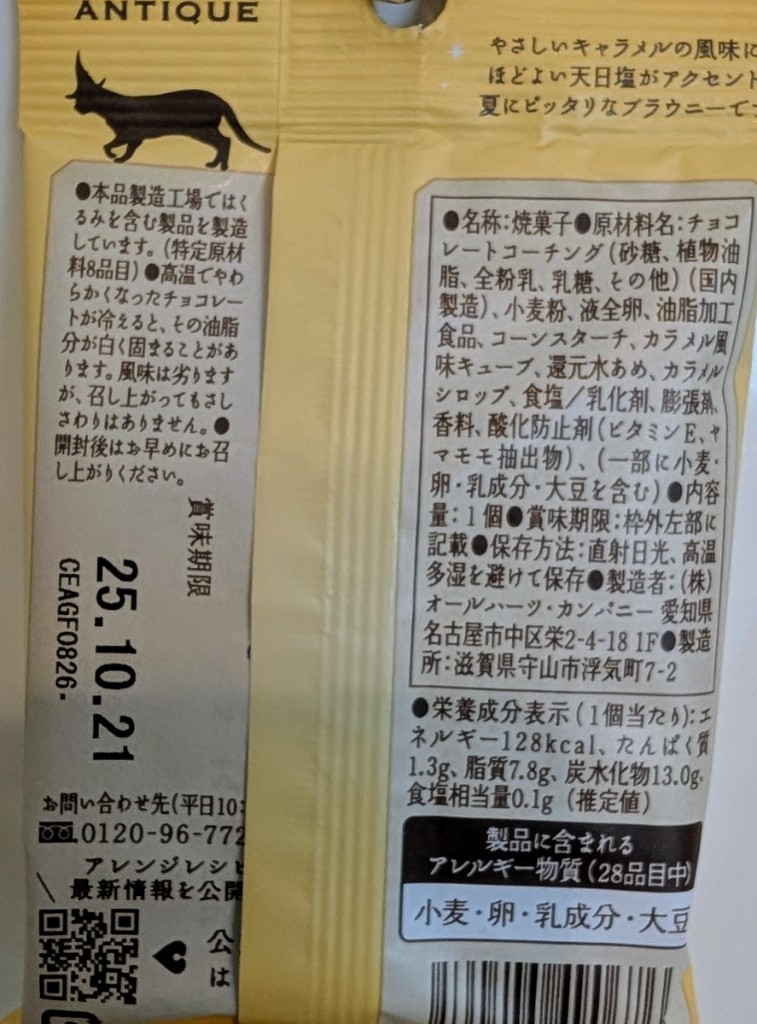 ANTIQUE
やさしいキャラメルの風味に
ほどよい天日塩がアクセント
夏にピッタリなブラウニーで
●本品製造工場ではく
るみを含む製品を製造
しています。(特定原材
料8品目)●高温でやわ
らかくなったチョコレー
トが冷えると、その油脂
分が白く固まることがあ
ります。風味は劣ります
が、召し上がってもさし
さわりはありません。●
開封後はお早めにお召
し上がりください。
賞味期限
25.10.21
CEAGF0826.
お問い合わせ先(平日10:
0120-96-772
アレンジレシピ
\ 最新情報を公開
公
は
●名称:焼菓子●原材料名:チョコ
レートコーチング(砂糖、植物油
脂、全粉乳、乳糖、その他)(国内
製造)、小麦粉、液全卵、油脂加工
食品、コーンスターチ、カラメル風
味キューブ、還元水あめ、カラメル
シロップ、食塩/乳化剤、膨張剤、
香料、酸化防止剤(ビタミンE、ヤ
マモモ抽出物)、(一部に小麦・
卵・乳成分・大豆を含む)●内容
量:1個●賞味期限:枠外左部に
記載●保存方法:直射日光、高温
多湿を避けて保存●製造者:(株)
オールハーツ・カンパニー 愛知県
名古屋市中区栄2-4-18 1F●製造
所:滋賀県守山市浮気町7-2
●栄養成分表示(1個当たり):エ
ネルギー128kcal、たんぱく質
1.3g、脂質7.8g、炭水化物13.0g、
食塩相当量0.1g(推定値)
製品に含まれる
アレルギー物質(28品目中)
小麦・卵・乳成分・大豆